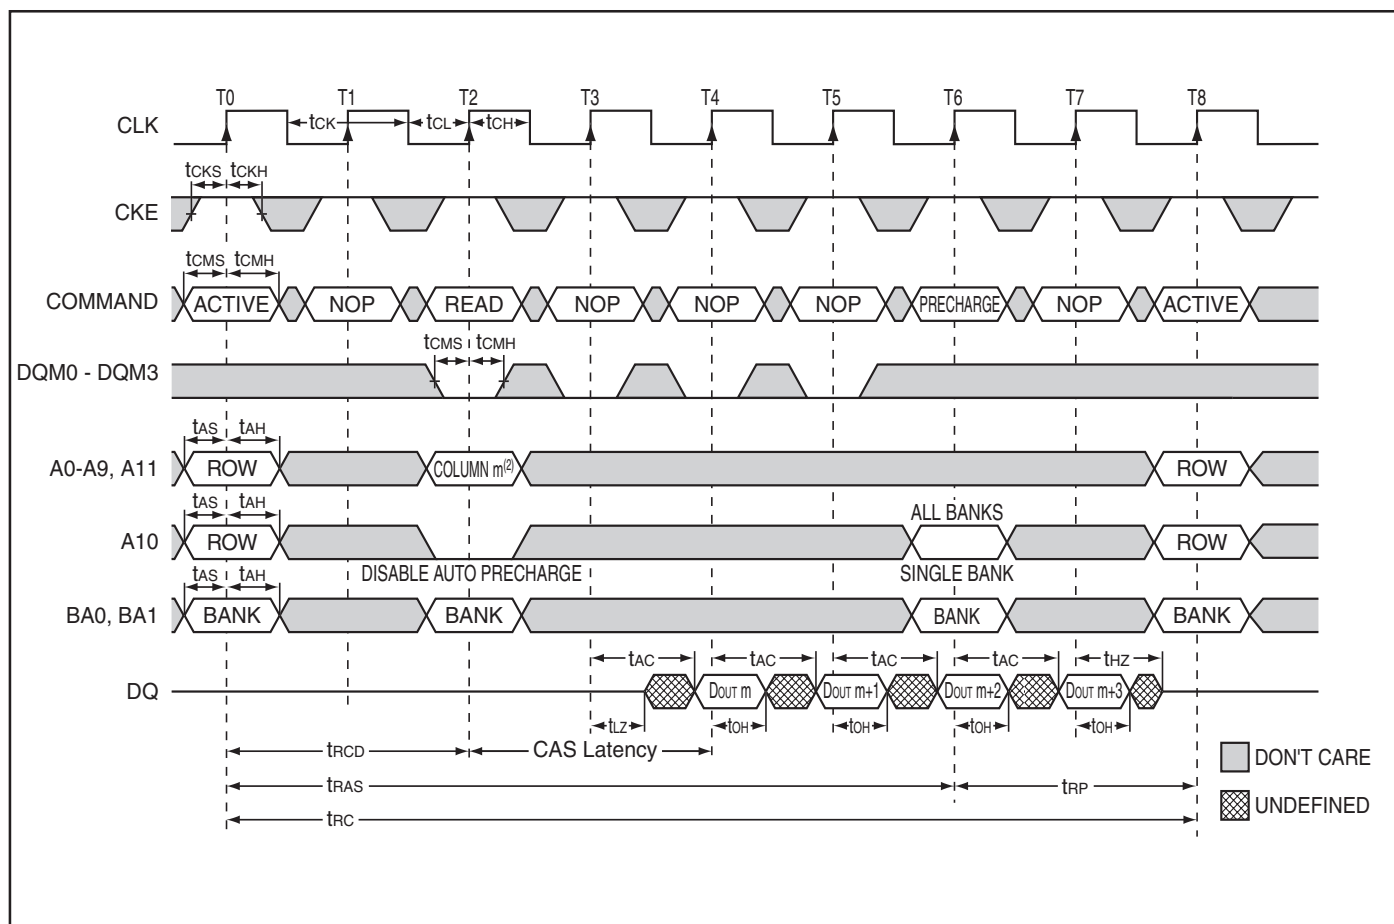 T0 T1 T2 T3 T4 T5 T6 T7 T8
CLK tCK tCL tCH
tCKS tCKH
CKE
tCMS tCMH
COMMAND ACTIVE NOP READ NOP NOP NOP PRECHARGE NOP ACTIVE
tCMS tCMH
DQM0 - DQM3
tAS tAH
A0-A9, A11 ROW COLUMN m(2) ROW
tAS tAH ALL BANKS
A10 ROW ROW
DISABLE AUTO PRECHARGE SINGLE BANK
tAS tAH
BA0, BA1 BANK BANK BANK BANK
tAC tAC tAC tAC tHZ
DQ DOUT m DOUT m+1 DOUT m+2 DOUT m+3
tLZ tOH tOH tOH tOH
tRCD CAS Latency
DON'T CARE
tRAS tRP
UNDEFINED
tRC